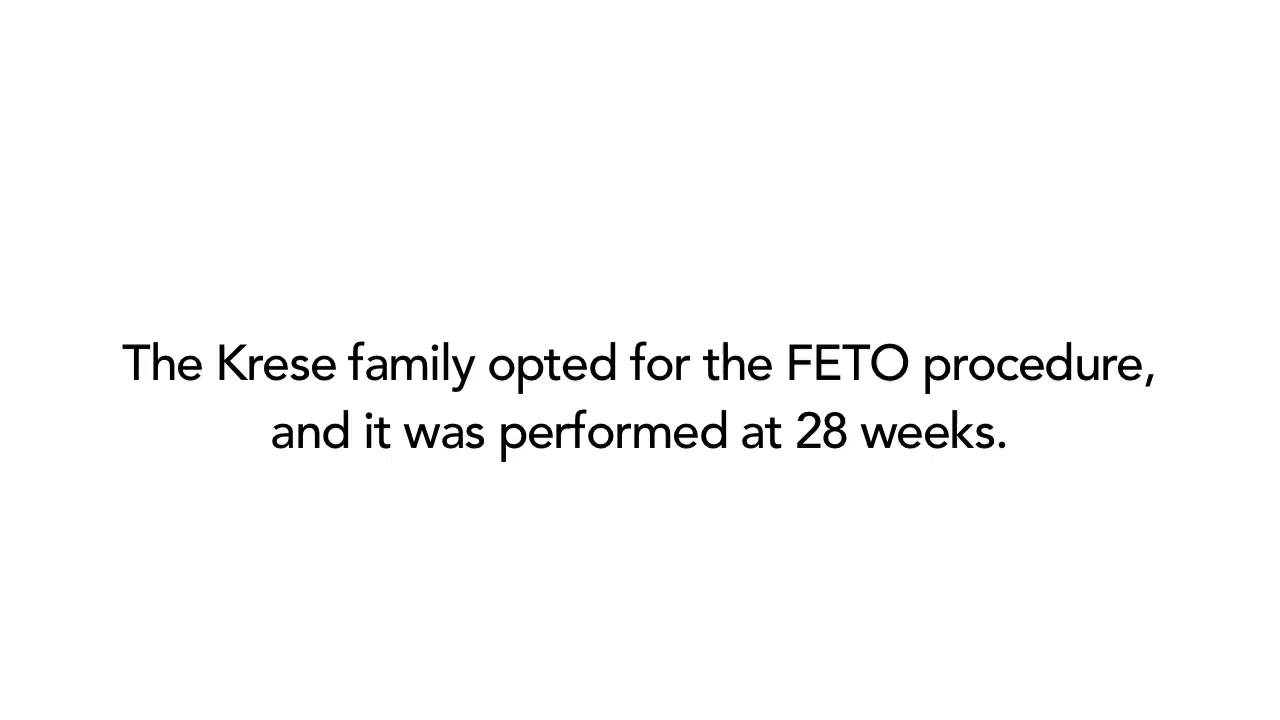 The Krese family opted for the FETO procedure,
and it was performed at 28 weeks.